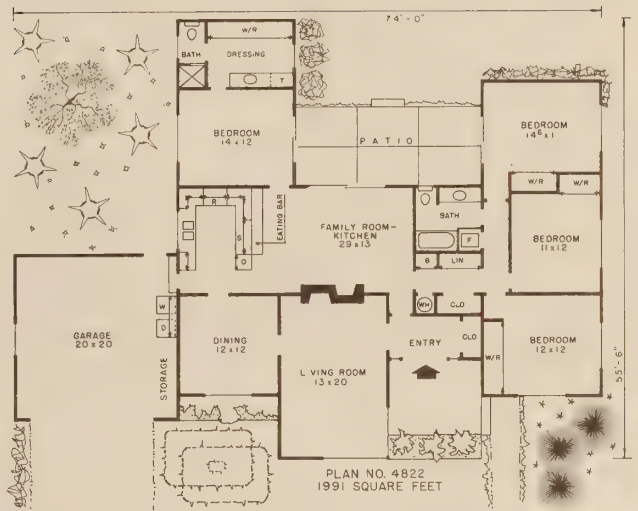 74'-0"
W/R
BATH
DRESSING
T
BEDROOM
14 x 12
PATIO
BEDROOM
14⁶ x 1
W/R
W/R
R
S
O
EATING BAR
FAMILY ROOM-
KITCHEN
29 x 13
BATH
F
B
LIN
BEDROOM
11 x 12
W
D
GARAGE
20 x 20
STORAGE
DINING
12 x 12
L VING ROOM
13 x 20
WH
CLO
CLO
ENTRY
W/R
BEDROOM
12 x 12
55'-6"
PLAN NO. 4822
1991 SQUARE FEET